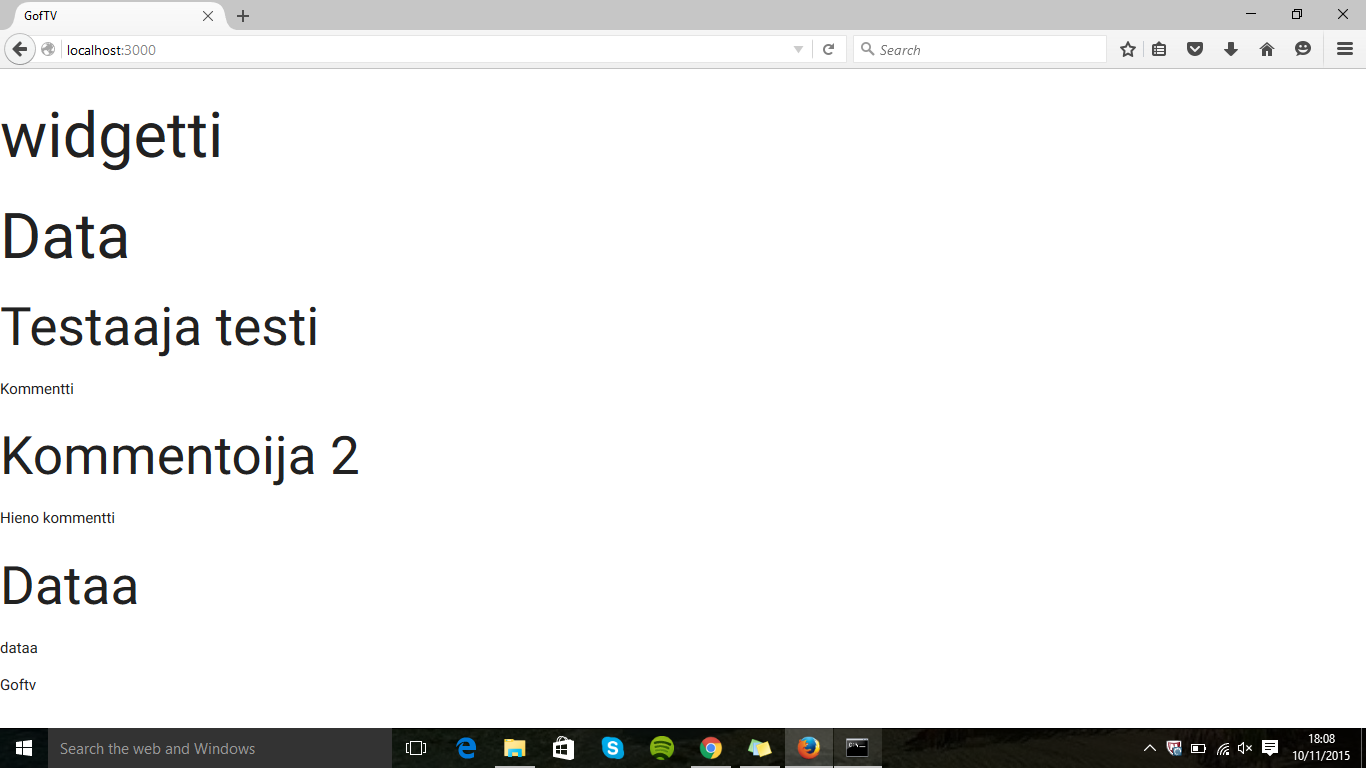 GofTV
localhost:3000
Search
widgetti
Data
Testaaja testi
Kommentti
Kommentoija 2
Hieno kommentti
Dataa
dataa
Goftv
Search the web and Windows
18:08
10/11/2015